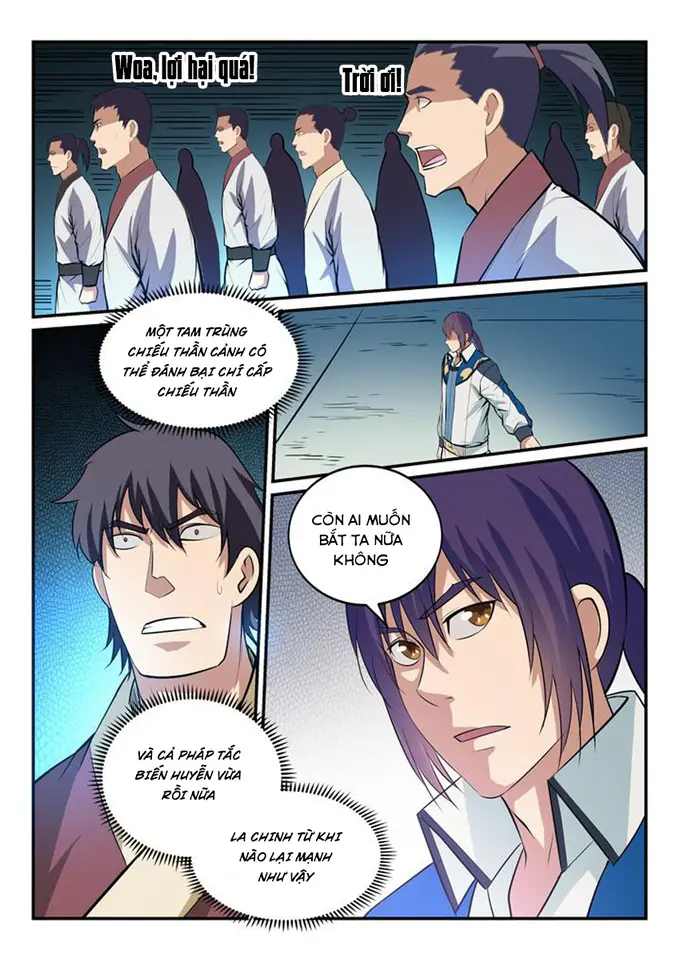 Woa, lợi hại quá!
Trời ơi!
MỘT TAM TRÙNG
CHIẾU THẦN CẢNH CÓ
THỂ ĐÁNH BẠI CHÍ CẤP
CHIẾU THẦN
CÒN AI MUỐN
BẮT TA NỮA
KHÔNG
VÀ CẢ PHÁP TẮC
BIẾN HUYỄN VỪA
RỒI NỮA
LA CHINH TỪ KHI
NÀO LẠI MẠNH
NHƯ VẬY